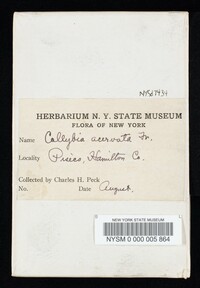 NYSf7434
HERBARIUM N. Y. STATE MUSEUM
FLORA OF NEW YORK
Name Collybia acervata Fr.
Locality Piseco, Hamilton Co.
Collected by Charles H. Peck
No. Date August.
NEW YORK STATE MUSEUM
NYSM 0 000 005 864